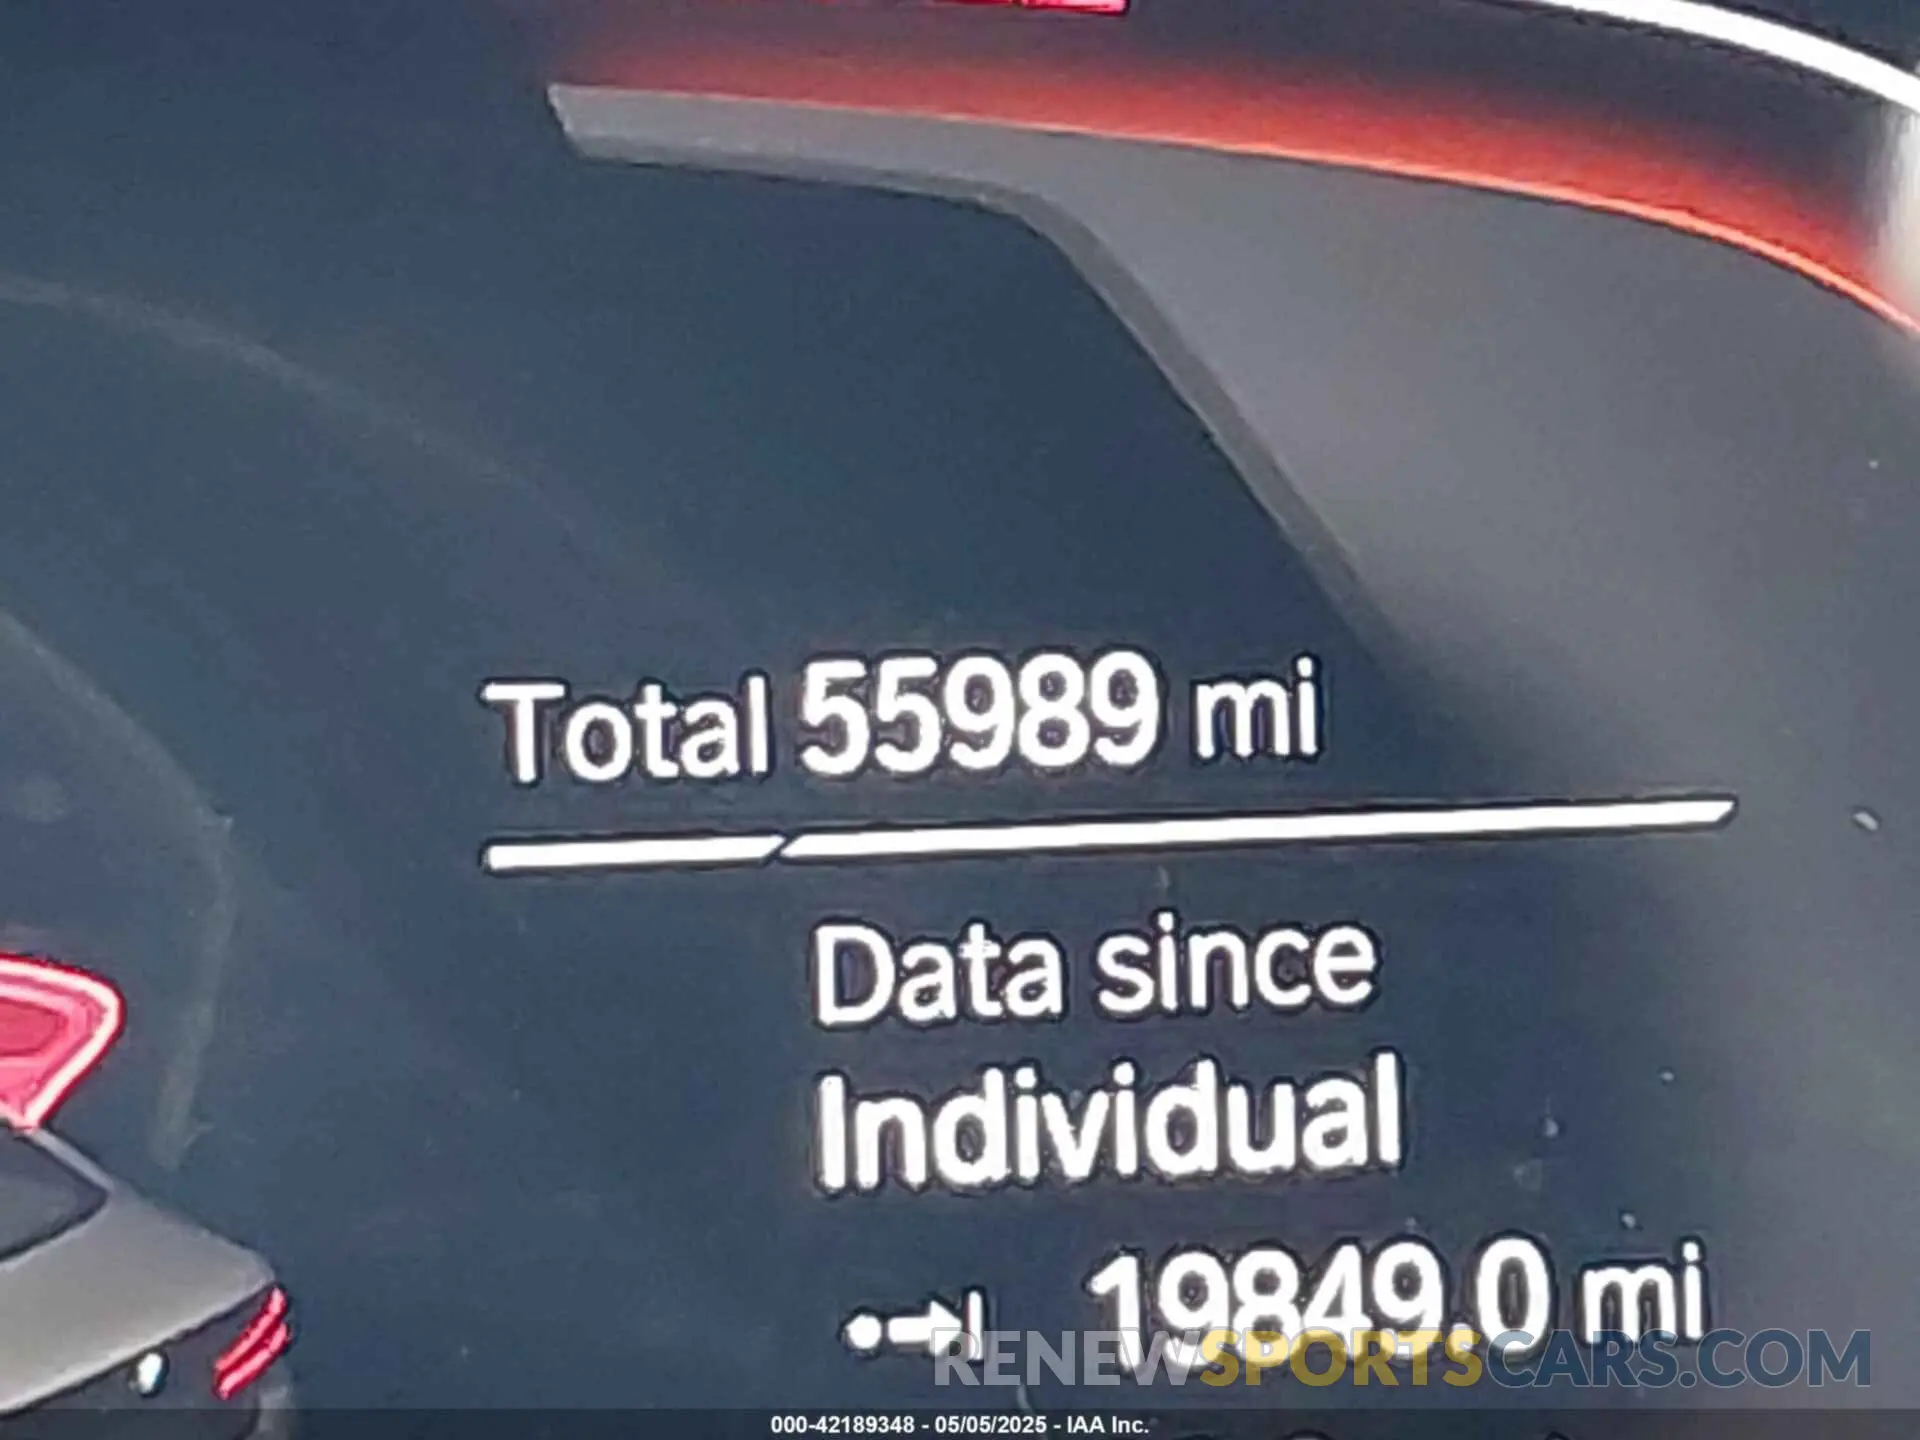 Total 55989 mi
Data since
Individual
19849.0 mi
RENEWSPORTSCARS.COM
000-42189348 - 05/05/2025 - IAA Inc.